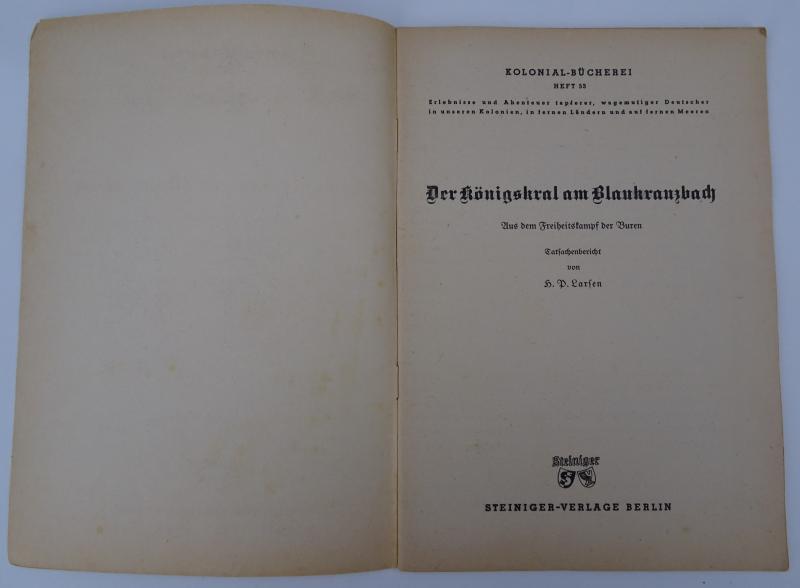 KOLONIAL-BÜCHEREI
HEFT 53
Erlebnisse und Abenteuer tapferer, wagemutiger Deutscher
in unseren Kolonien, in fernen Ländern und auf fernen Meeren
Der Königskral am Blaukranzbach
Aus dem Freiheitskampf der Buren
Tatsachenbericht
von
H. P. Larsen
Steiniger
STEINIGER-VERLAGE BERLIN